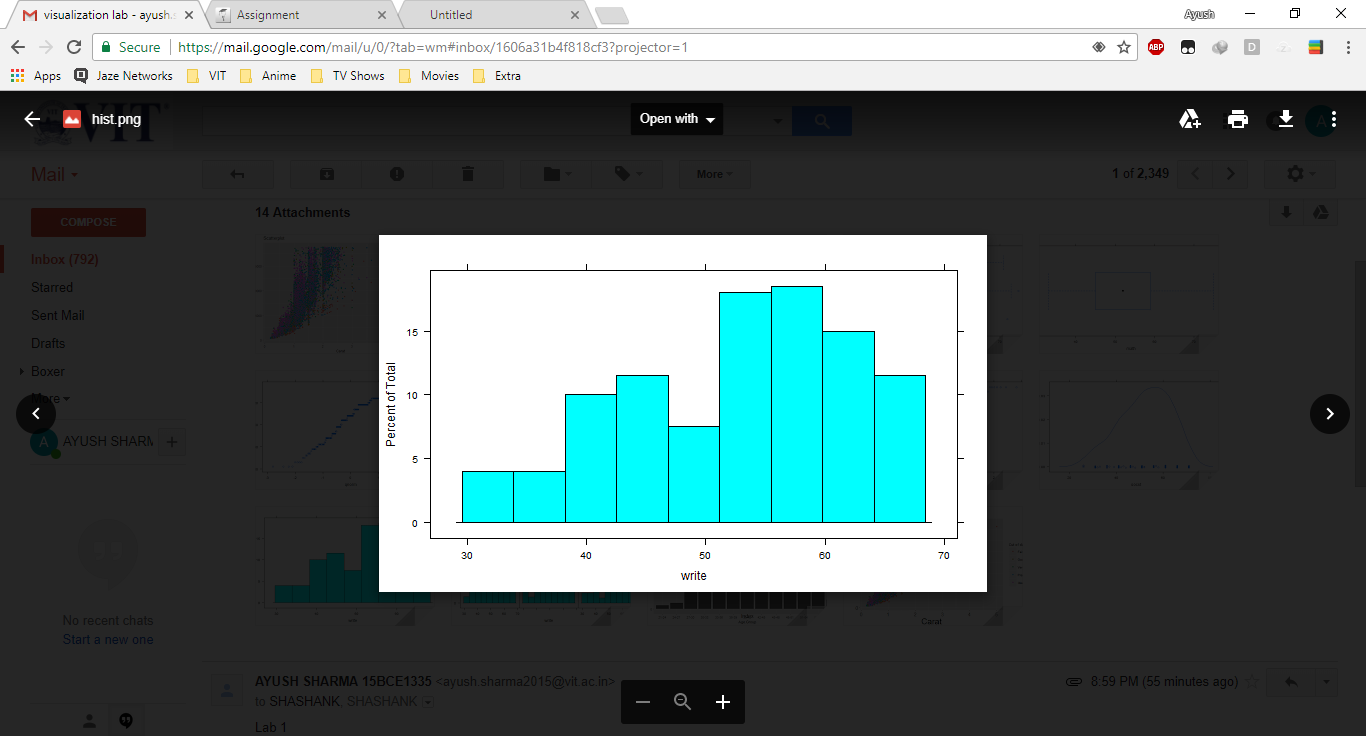 visualization lab - ayush.s
Assignment
Untitled
Ayush
Secure
https://mail.google.com/mail/u/0/?tab=wm#inbox/1606a31b4f818cf3?projector=1
ABP
D
Apps
Jaze Networks
VIT
Anime
TV Shows
Movies
Extra
VIT
hist.png
Open with
A
Mail
More
1 of 2,349
COMPOSE
14 Attachments
Inbox (792)
Starred
Sent Mail
Drafts
Boxer
More
A
AYUSH SHARM
No recent chats
Start a new one
Percent of Total
15
10
5
0
30
40
50
60
70
write
Carat
AYUSH SHARMA 15BCE1335 <ayush.sharma2015@vit.ac.in>
8:59 PM (55 minutes ago)
to SHASHANK, SHASHANK
Lab 1